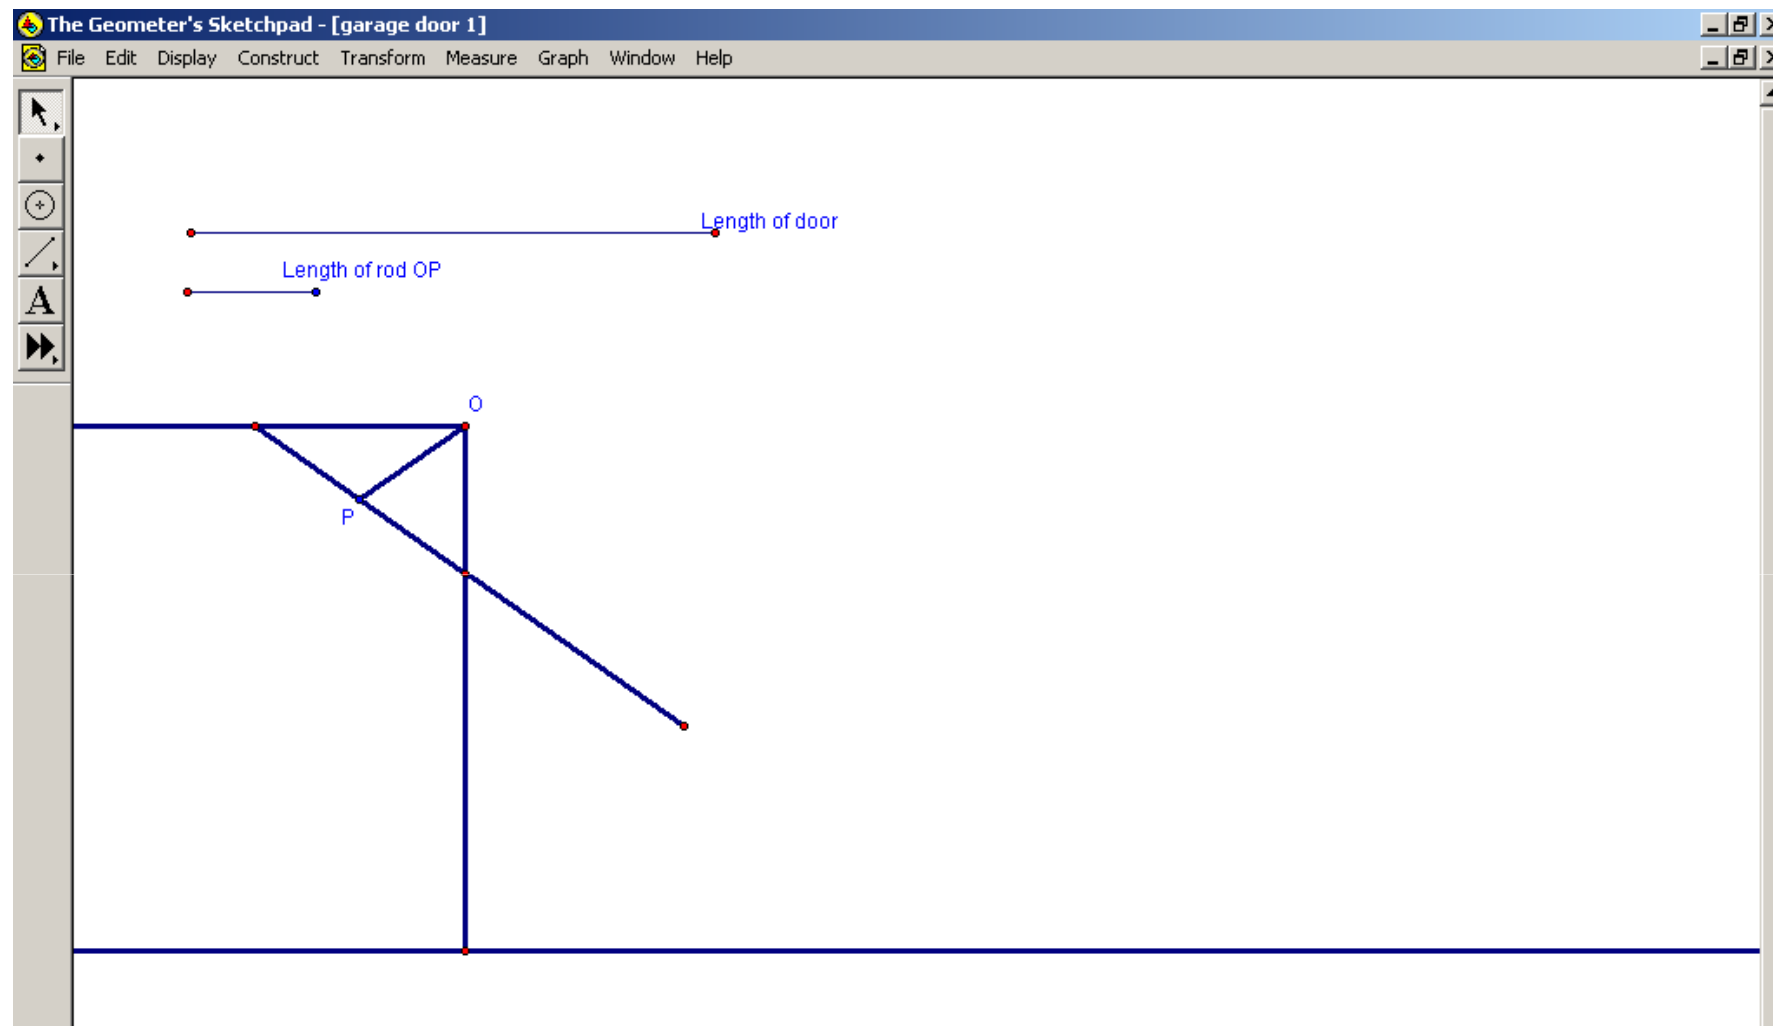 The Geometer's Sketchpad - [garage door 1]
File Edit Display Construct Transform Measure Graph Window Help
A
Length of door
Length of rod OP
O
P